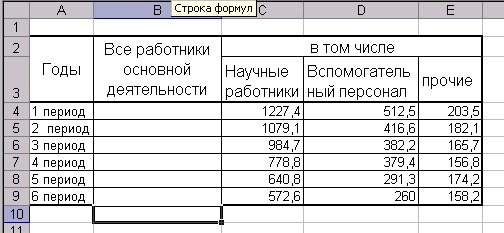 Строка формул
A B C D E
1
2 Все работники в том числе
Годы основной Научные Вспомогатель прочие
3 деятельности работники ный персонал
4 1 период 1227,4 512,5 203,5
5 2 период 1079,1 416,6 182,1
6 3 период 984,7 382,2 165,7
7 4 период 778,8 379,4 156,8
8 5 период 640,8 291,3 174,2
9 6 период 572,6 260 158,2
10
11